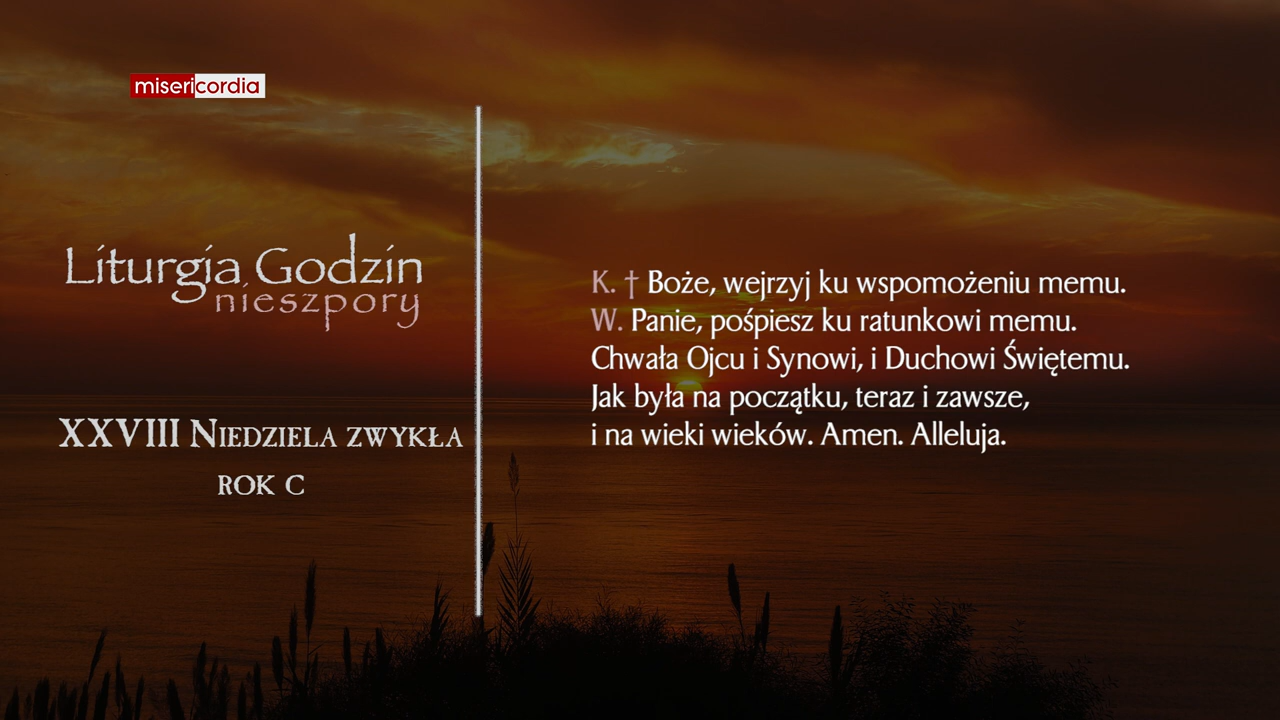 misericordia
Liturgia Godzin
nieszpory
XXVIII Niedziela zwykła
rok C
K. † Boże, wejrzyj ku wspomożeniu memu.
W. Panie, pośpiesz ku ratunkowi memu.
Chwała Ojcu i Synowi, i Duchowi Świętemu.
Jak była na początku, teraz i zawsze,
i na wieki wieków. Amen. Alleluja.